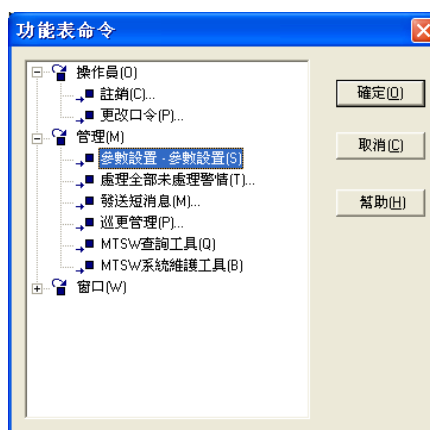 功能表命令
操作員(O)
註銷(C)...
更改口令(P)...
管理(M)
參數設置 - 參數設置(S)
處理全部未處理警情(T)...
發送短消息(M)...
巡更管理(P)...
MTSW查詢工具(Q)
MTSW系統維護工具(B)
窗口(W)
確定(O)
取消(C)
幫助(H)